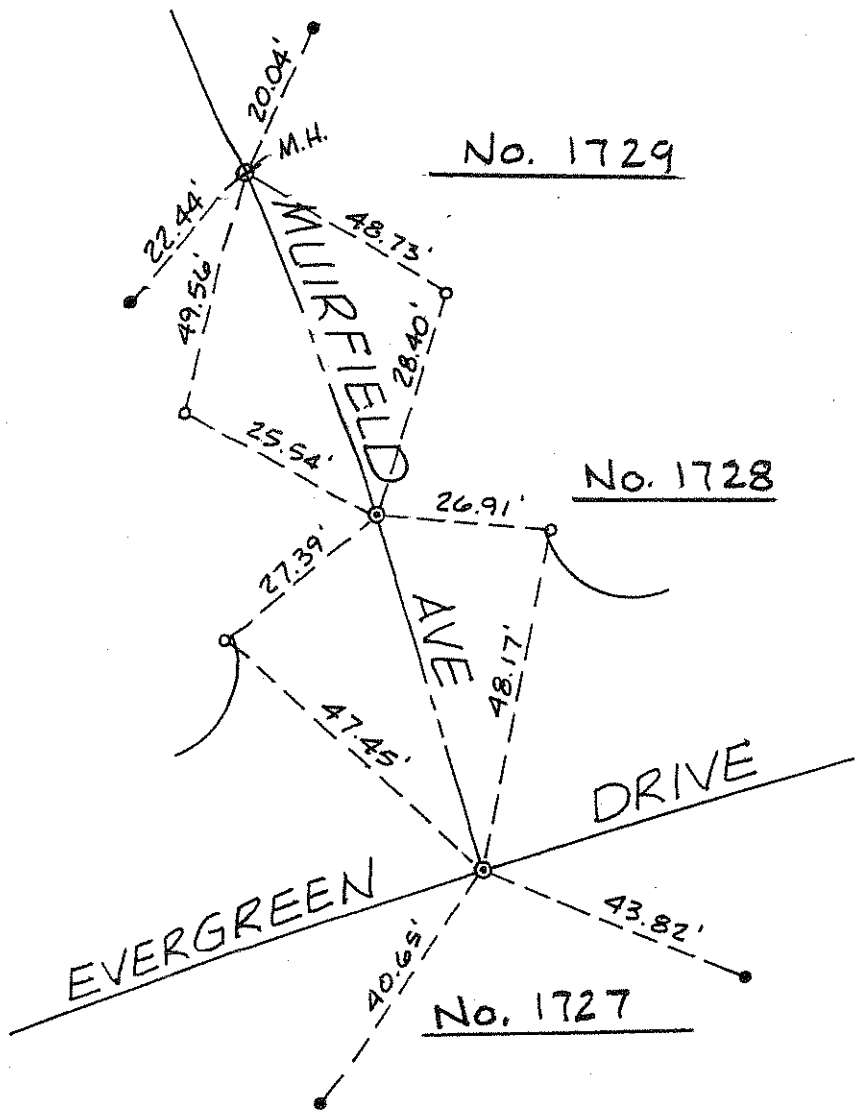 20.04'
M.H.
No. 1729
22.44'
49.56'
48.73'
28.40'
MUIRFIELD
25.54'
No. 1728
26.91'
27.39'
AVE
48.17'
47.45'
DRIVE
EVERGREEN
43.82'
40.65'
No. 1727